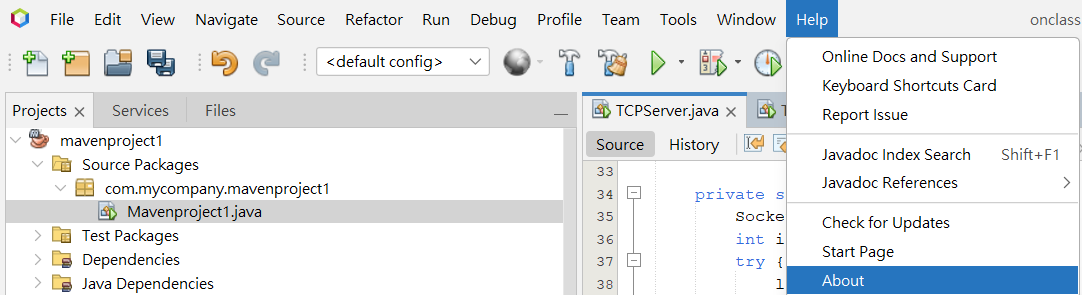 File Edit View Navigate Source Refactor Run Debug Profile Team Tools Window Help onclass
<default config>
Online Docs and Support
Keyboard Shortcuts Card
Report Issue
Javadoc Index Search Shift+F1
Javadoc References
Check for Updates
Start Page
About
Projects Services Files
mavenproject1
Source Packages
com.mycompany.mavenproject1
Mavenproject1.java
Test Packages
Dependencies
Java Dependencies
TCPServer.java T
Source History
33
34 private s
35 Socke
36 int i
37 try {
38 l